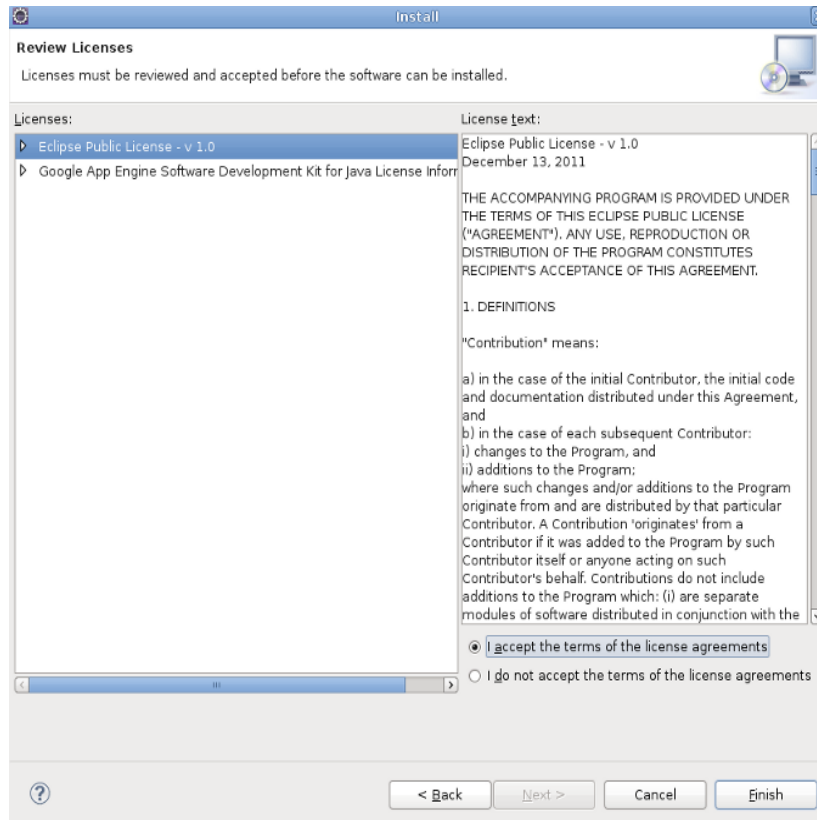 Install
Review Licenses
Licenses must be reviewed and accepted before the software can be installed.
Licenses:
Eclipse Public License - v 1.0
Google App Engine Software Development Kit for Java License Inforr
License text:
Eclipse Public License - v 1.0
December 13, 2011
THE ACCOMPANYING PROGRAM IS PROVIDED UNDER
THE TERMS OF THIS ECLIPSE PUBLIC LICENSE
("AGREEMENT"). ANY USE, REPRODUCTION OR
DISTRIBUTION OF THE PROGRAM CONSTITUTES
RECIPIENT'S ACCEPTANCE OF THIS AGREEMENT.
1. DEFINITIONS
"Contribution" means:
a) in the case of the initial Contributor, the initial code
and documentation distributed under this Agreement,
and
b) in the case of each subsequent Contributor:
i) changes to the Program, and
ii) additions to the Program;
where such changes and/or additions to the Program
originate from and are distributed by that particular
Contributor. A Contribution 'originates' from a
Contributor if it was added to the Program by such
Contributor itself or anyone acting on such
Contributor's behalf. Contributions do not include
additions to the Program which: (i) are separate
modules of software distributed in conjunction with the
I accept the terms of the license agreements
I do not accept the terms of the license agreements
?
< Back
Next >
Cancel
Finish